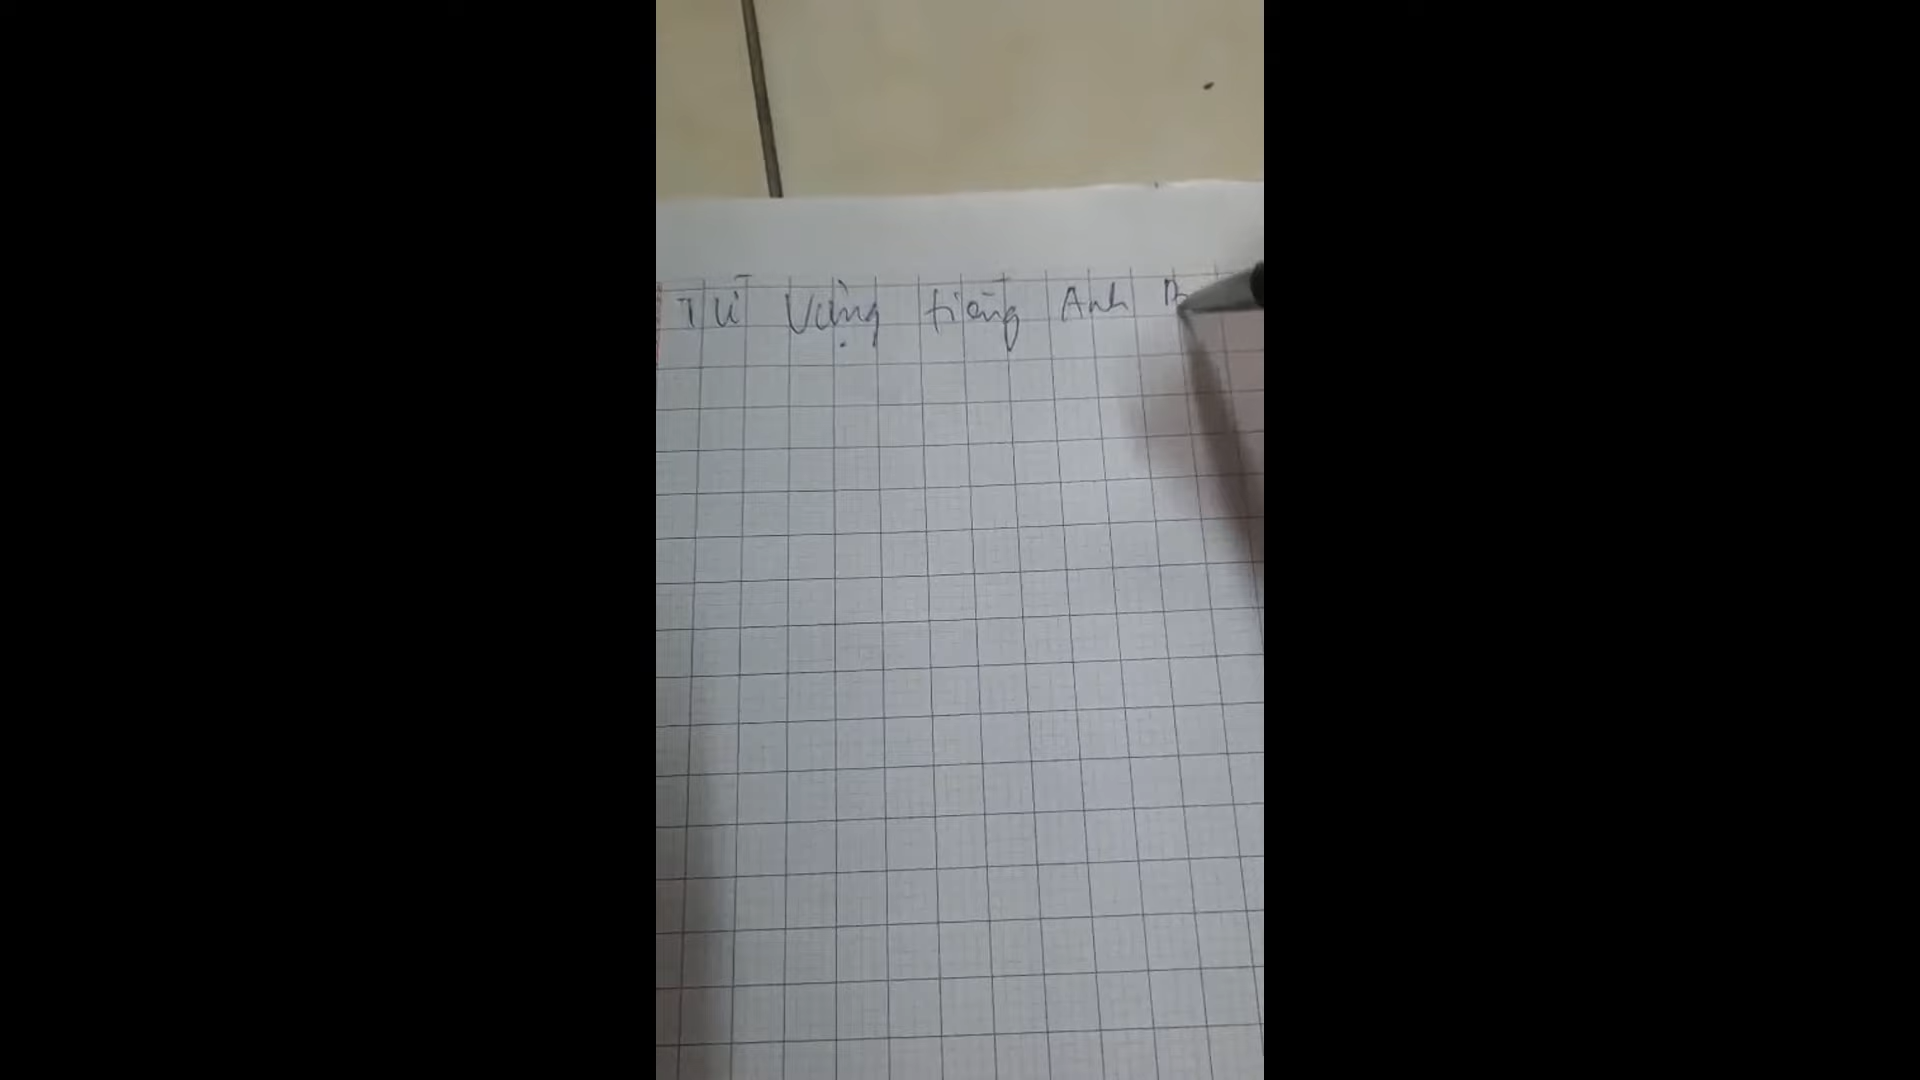 Từ Vựng tiếng Anh